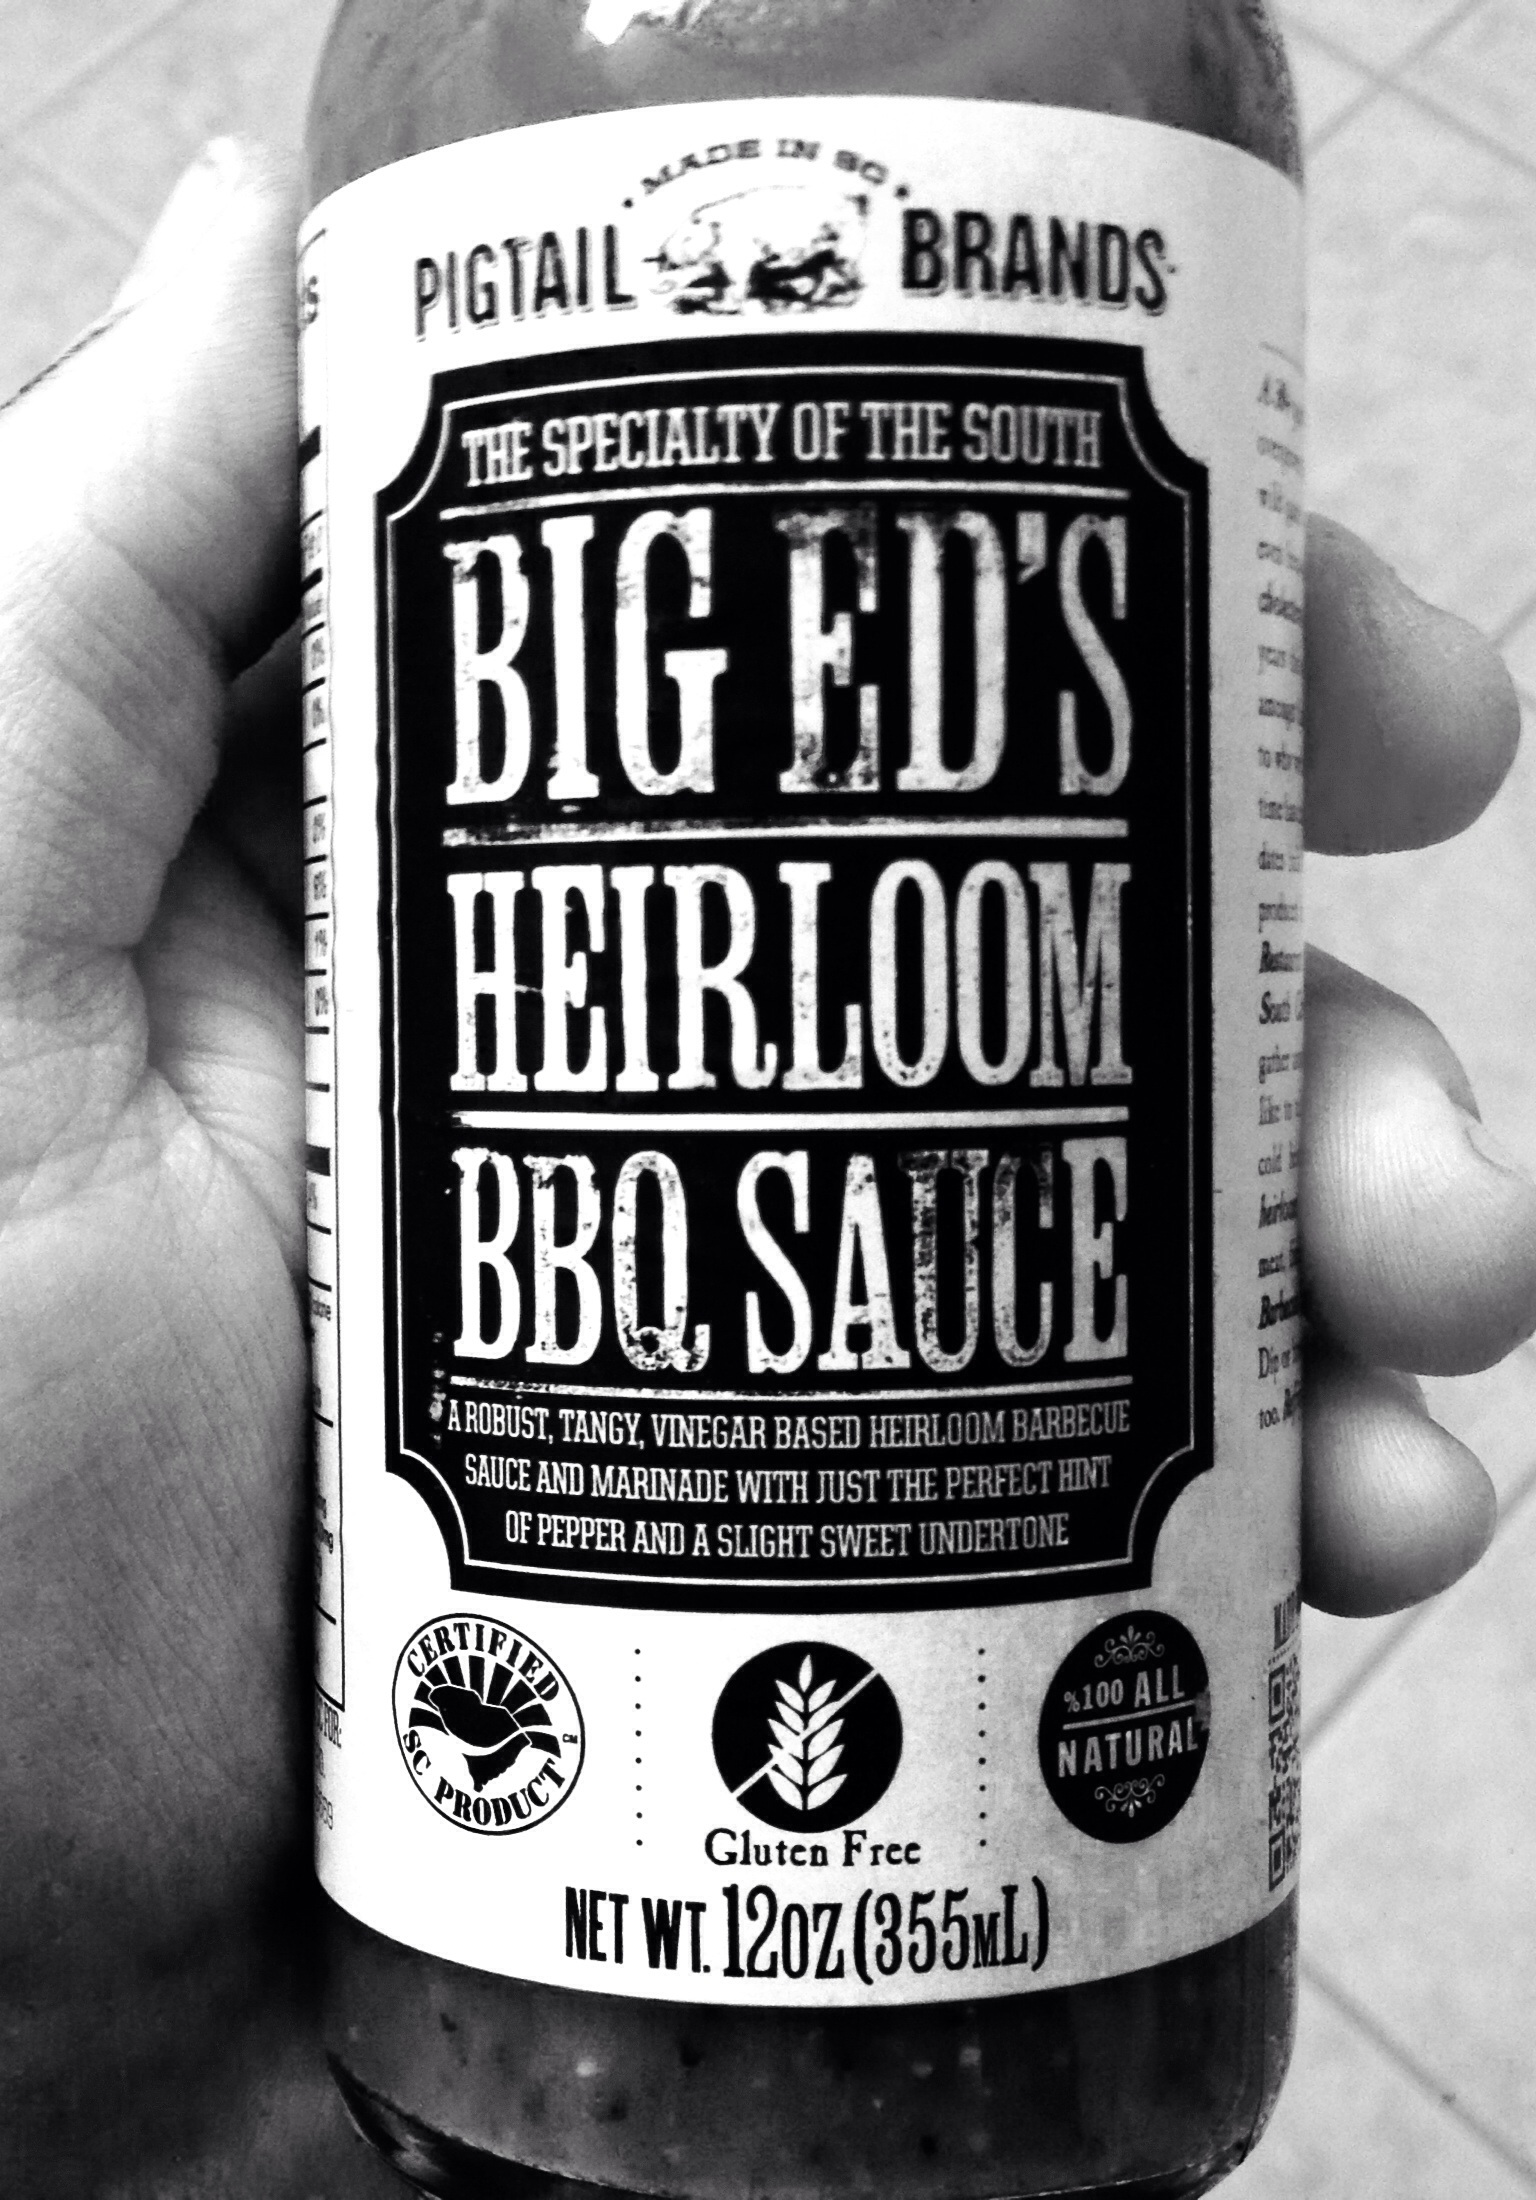 MADE IN SC
PIGTAIL BRANDS
THE SPECIALTY OF THE SOUTH
BIG ED'S
HEIRLOOM
BBQ SAUCE
A ROBUST, TANGY, VINEGAR BASED HEIRLOOM BARBECUE
SAUCE AND MARINADE WITH JUST THE PERFECT HINT
OF PEPPER AND A SLIGHT SWEET UNDERTONE
CERTIFIED
SC PRODUCT
CM
Gluten Free
%100 ALL
NATURAL
NET WT. 12OZ (355ML)